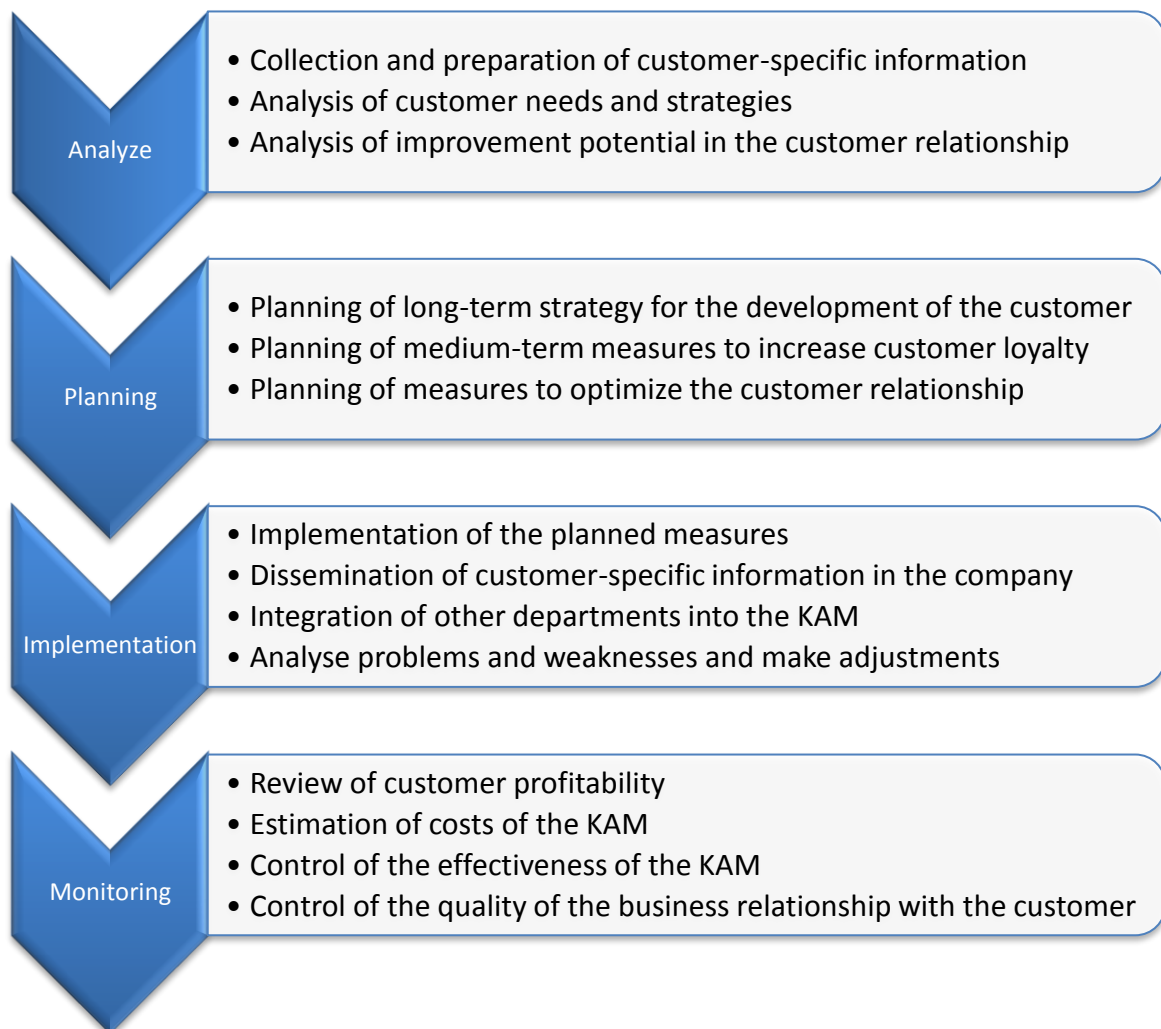 Analyze
• Collection and preparation of customer-specific information
• Analysis of customer needs and strategies
• Analysis of improvement potential in the customer relationship
Planning
• Planning of long-term strategy for the development of the customer
• Planning of medium-term measures to increase customer loyalty
• Planning of measures to optimize the customer relationship
Implementation
• Implementation of the planned measures
• Dissemination of customer-specific information in the company
• Integration of other departments into the KAM
• Analyse problems and weaknesses and make adjustments
Monitoring
• Review of customer profitability
• Estimation of costs of the KAM
• Control of the effectiveness of the KAM
• Control of the quality of the business relationship with the customer